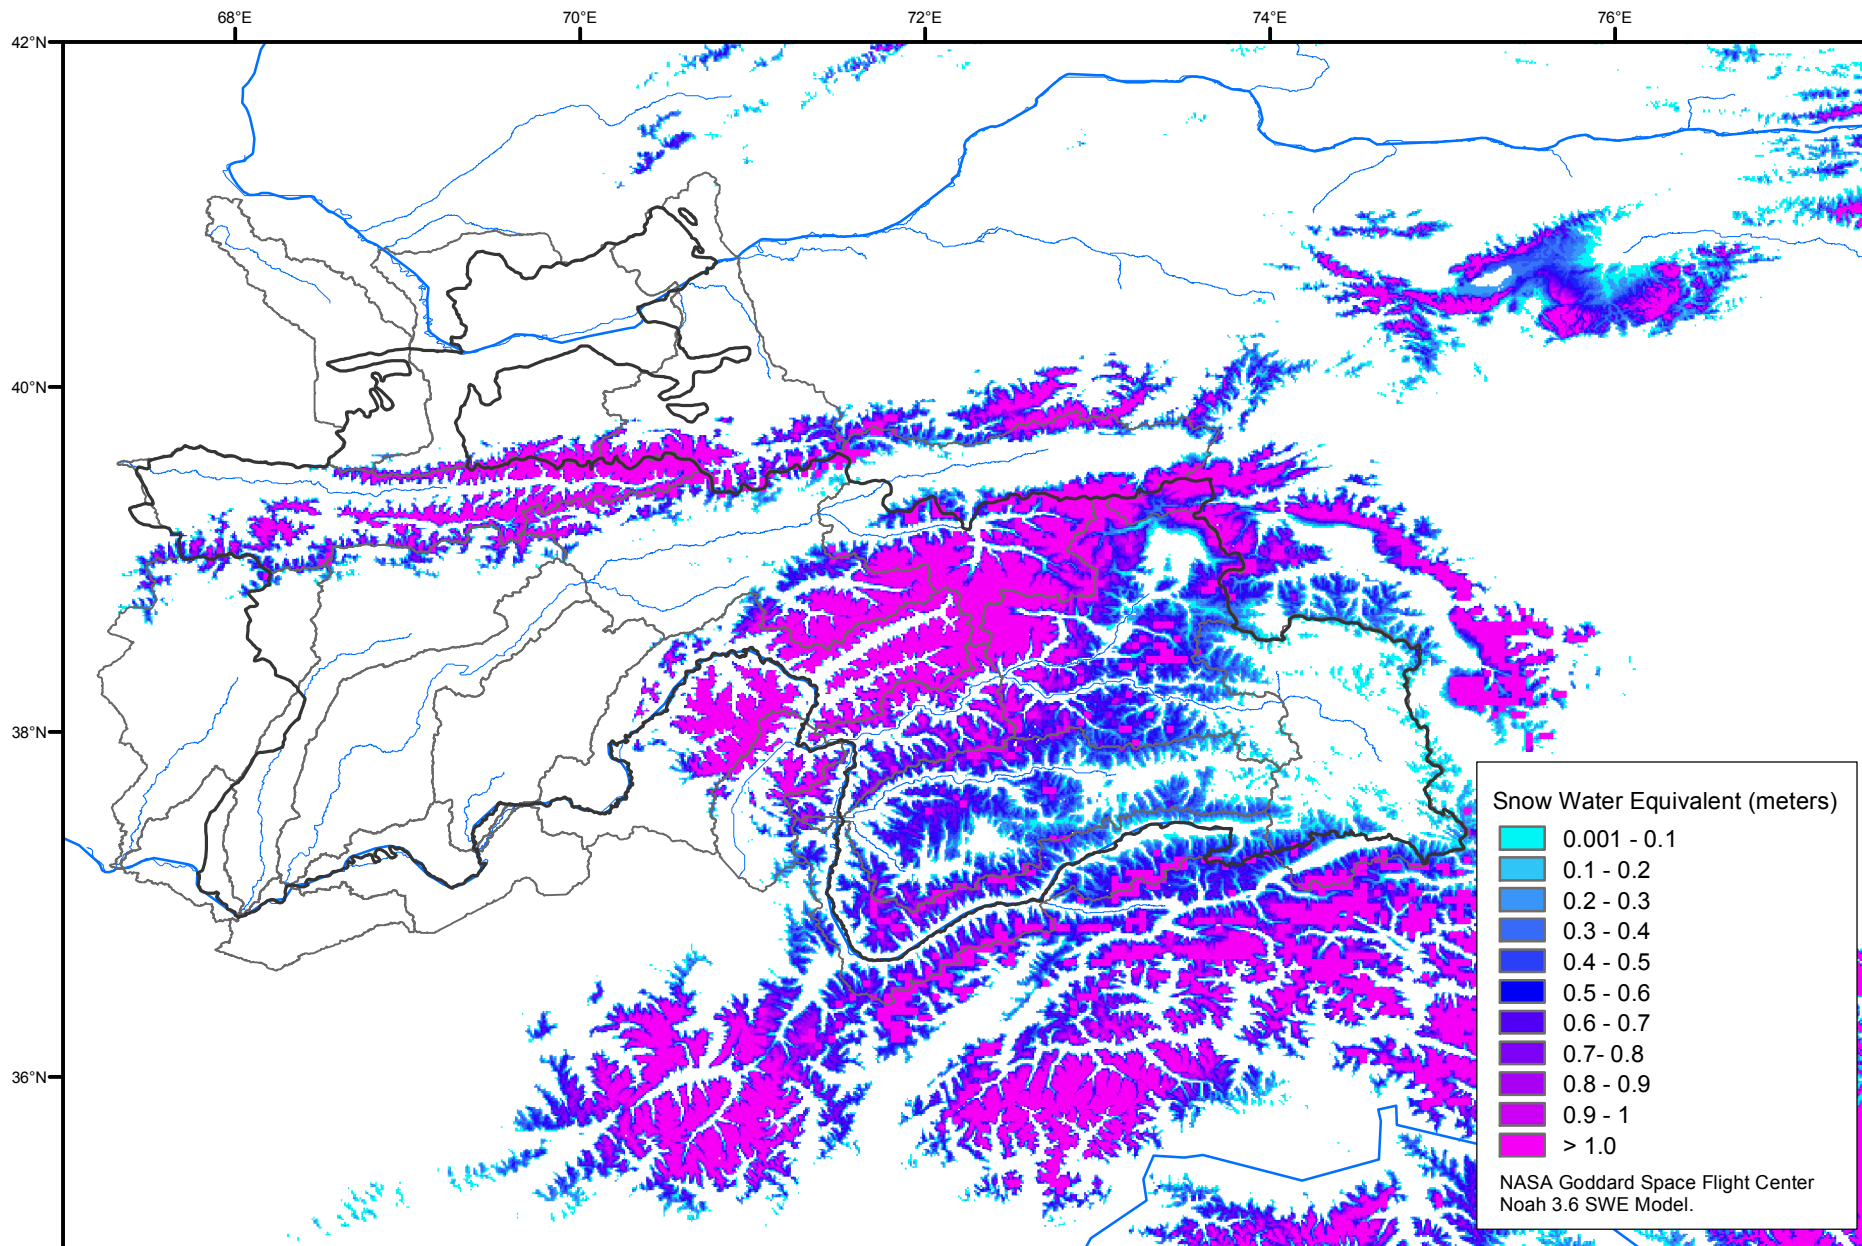 68°E
70°E
72°E
74°E
76°E
42°N
40°N
38°N
36°N
Snow Water Equivalent (meters)
0.001 - 0.1
0.1 - 0.2
0.2 - 0.3
0.3 - 0.4
0.4 - 0.5
0.5 - 0.6
0.6 - 0.7
0.7- 0.8
0.8 - 0.9
0.9 - 1
> 1.0
NASA Goddard Space Flight Center
Noah 3.6 SWE Model.